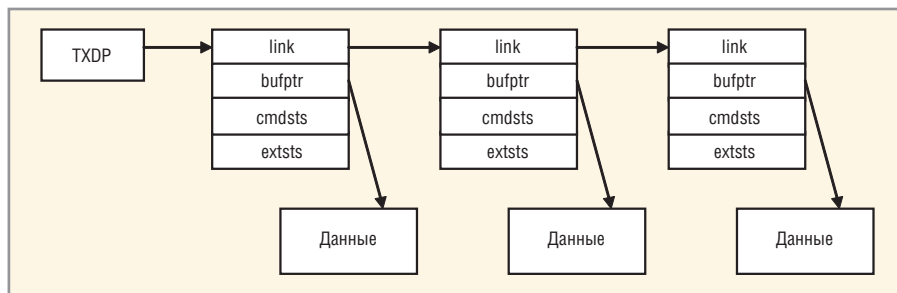 TXDP
link
bufptr
cmdsts
extsts
link
bufptr
cmdsts
extsts
link
bufptr
cmdsts
extsts
Данные
Данные
Данные